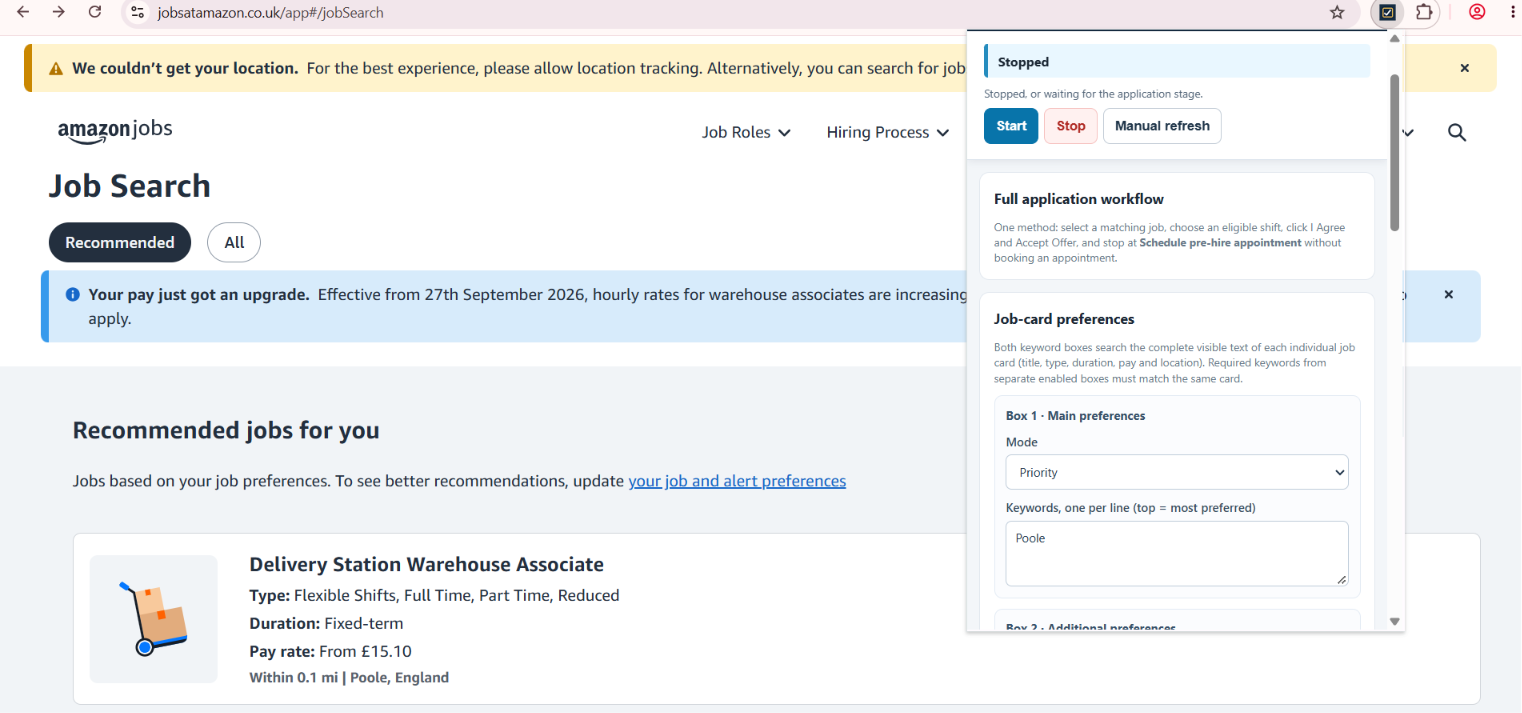 jobsatamazon.co.uk/app#/jobSearch
We couldn’t get your location. For the best experience, please allow location tracking. Alternatively, you can search for job
amazon jobs
Job Roles
Hiring Process
Job Search
Recommended
All
Your pay just got an upgrade. Effective from 27th September 2026, hourly rates for warehouse associates are increasing
apply.
Recommended jobs for you
Jobs based on your job preferences. To see better recommendations, update your job and alert preferences
Delivery Station Warehouse Associate
Type: Flexible Shifts, Full Time, Part Time, Reduced
Duration: Fixed-term
Pay rate: From £15.10
Within 0.1 mi | Poole, England
Stopped
Stopped, or waiting for the application stage.
Start
Stop
Manual refresh
Full application workflow
One method: select a matching job, choose an eligible shift, click I Agree
and Accept Offer, and stop at Schedule pre-hire appointment without
booking an appointment.
Job-card preferences
Both keyword boxes search the complete visible text of each individual job
card (title, type, duration, pay and location). Required keywords from
separate enabled boxes must match the same card.
Box 1 · Main preferences
Mode
Priority
Keywords, one per line (top = most preferred)
Poole
Box 2 · Additional preferences